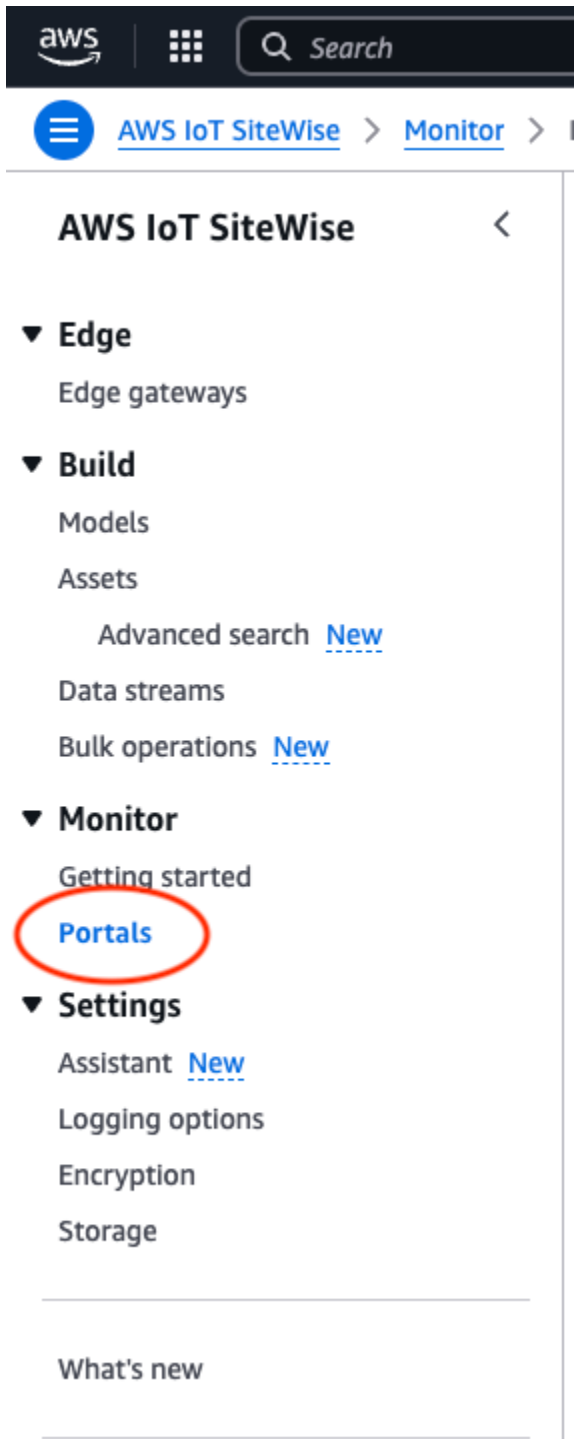 aws Search
AWS IoT SiteWise > Monitor >
AWS IoT SiteWise
Edge
Edge gateways
Build
Models
Assets
Advanced search New
Data streams
Bulk operations New
Monitor
Getting started
Portals
Settings
Assistant New
Logging options
Encryption
Storage
What's new